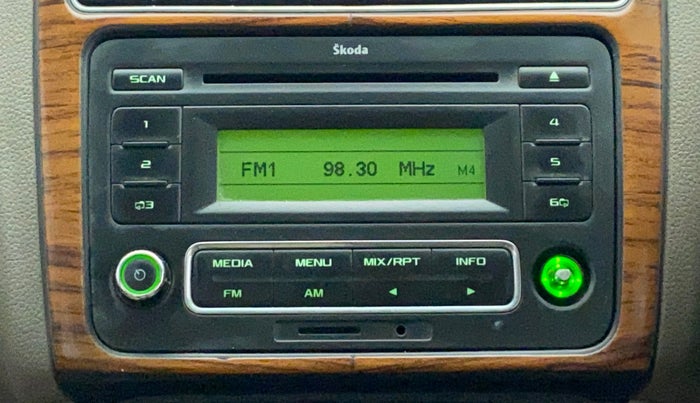 Škoda
SCAN
1
4
2
5
3
6
FM1 98.30 MHz M4
MEDIA MENU MIX/RPT INFO
FM AM